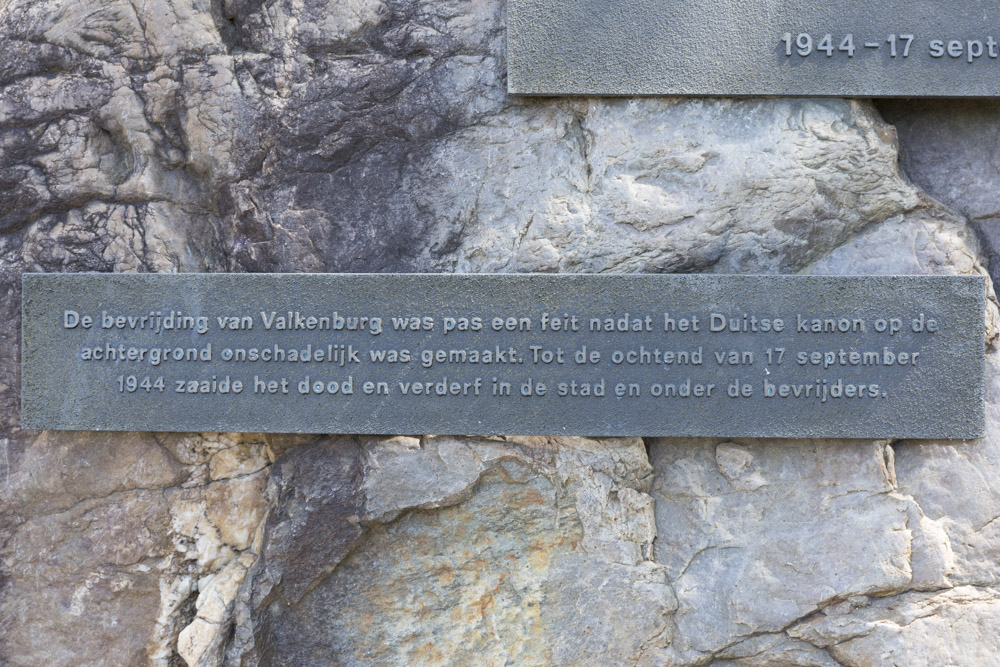 1944-17 sept
De bevrijding van Valkenburg was pas een feit nadat het Duitse kanon op de
achtergrond onschadelijk was gemaakt. Tot de ochtend van 17 september
1944 zaaide het dood en verderf in de stad en onder de bevrijders.